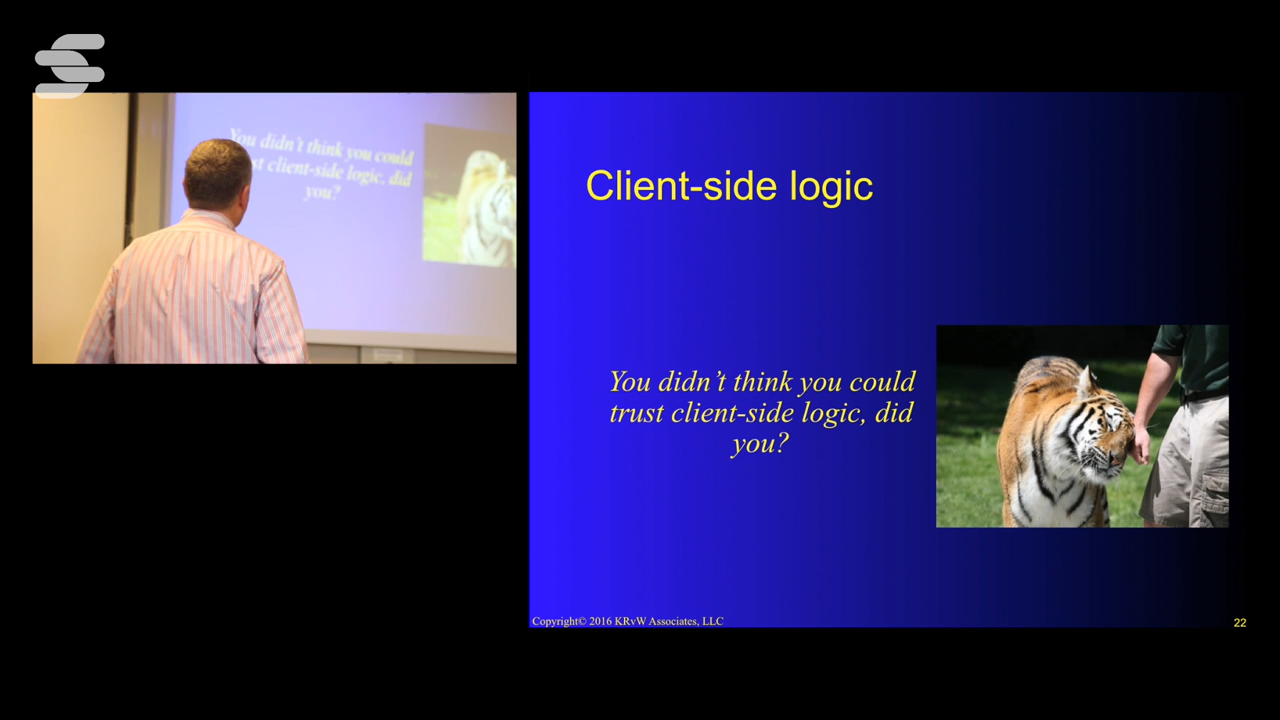 You didn't think you could
st client-side logic, did
you?
Client-side logic
You didn't think you could
trust client-side logic, did
you?
Copyright© 2016 KRvW Associates, LLC
22